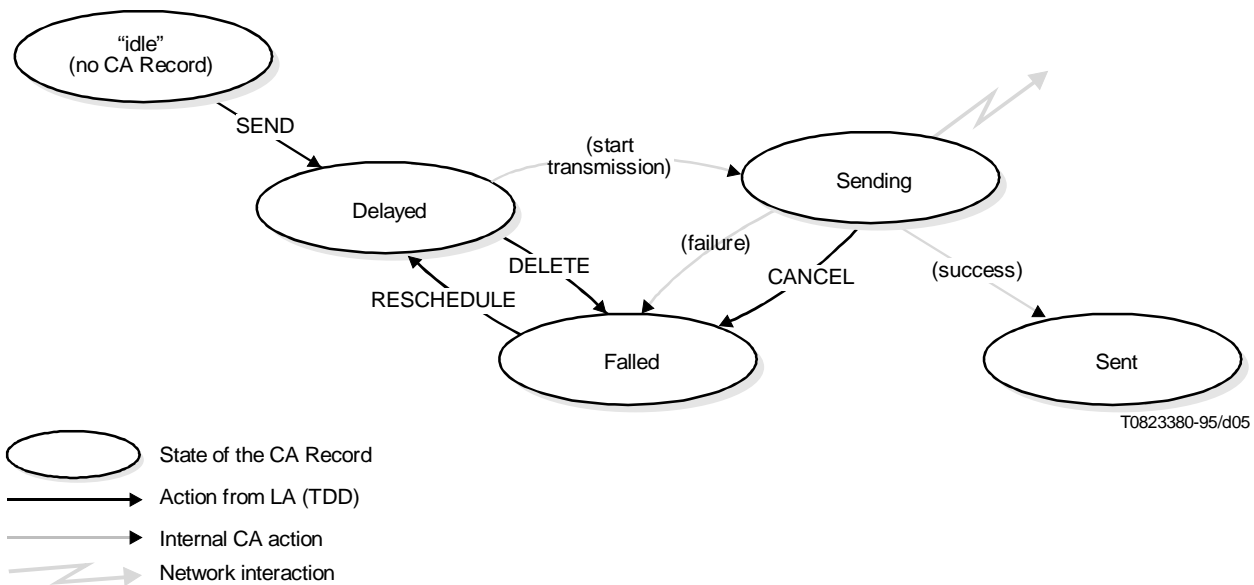 “idle”
(no CA Record)
SEND
(start
transmission)
Sending
Delayed
(failure)
DELETE
CANCEL
(success)
RESCHEDULE
Falled
Sent
T0823380-95/d05
State of the CA Record
Action from LA (TDD)
Internal CA action
Network interaction